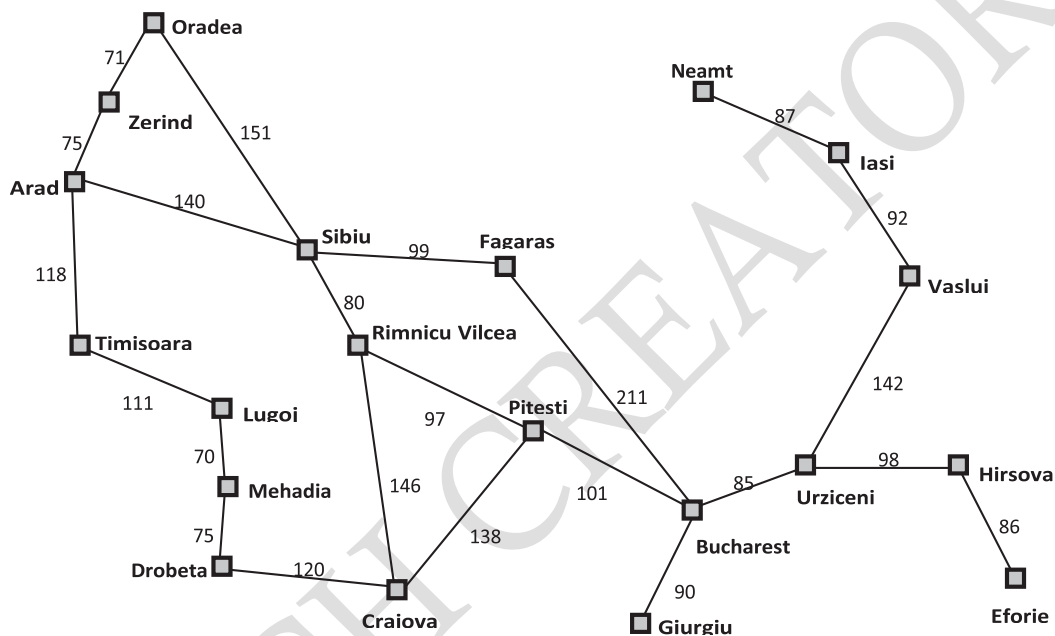 Oradea
71
Neamt
Zerind
87
151
75
Iasi
Arad
140
92
Sibiu
Fagaras
99
118
Vaslui
80
Rimnicu Vilcea
Timisoara
142
111
211
Lugoi
97
Pitesti
70
98
Hirsova
Mehadia
146
101
85
Urziceni
75
138
86
Bucharest
Drobeta
120
90
Craiova
Giurgiu
Eforie
H CREATOR